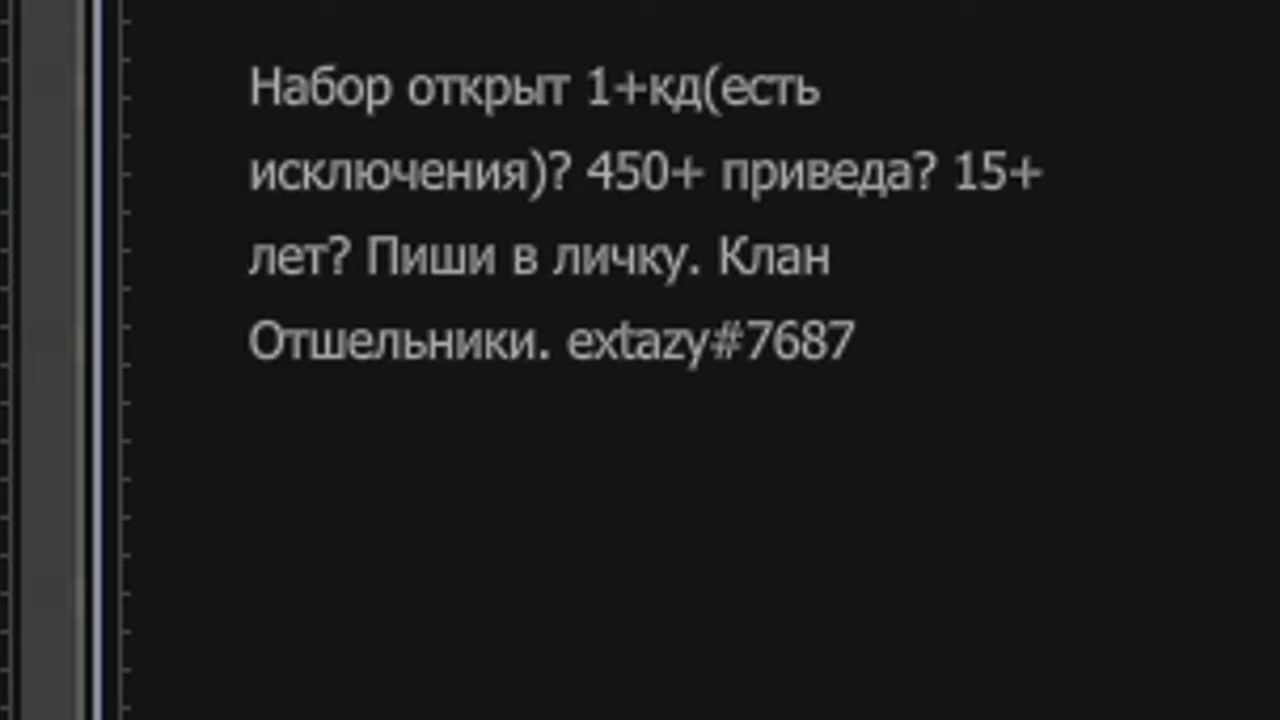 Набор открыт 1+кд(есть
исключения)? 450+ приведа? 15+
лет? Пиши в личку. Клан
Отшельники. extazy#7687